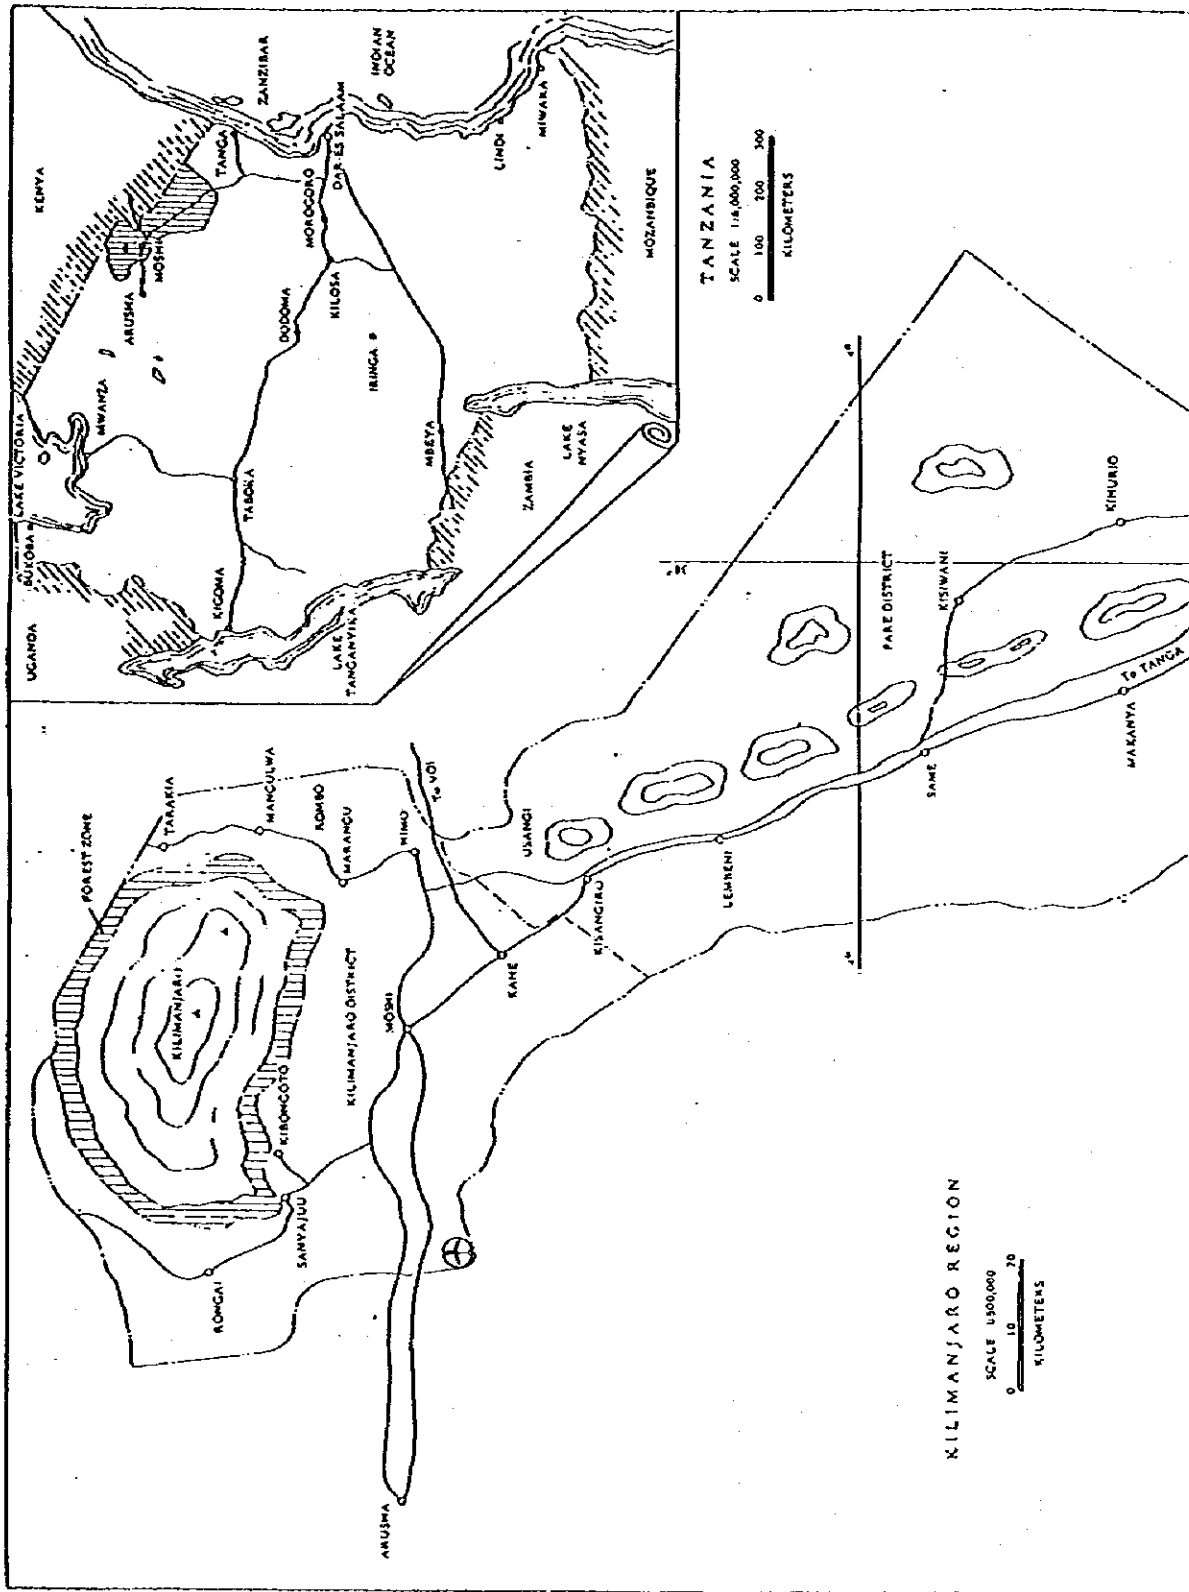 UGANDA
BUKOBA
LAKE VICTORIA
KENYA
MWANZA
ARUSHA
MOSHI
TANGA
ZANZIBAR
KIGOMA
TABORA
DODOMA
MOROGORO
DAR ES SALAAM
KILOSA
INDIAN
OCEAN
IRINGA
LAKE
TANGANYIKA
MBEYA
LINDI
MIWARA
ZAMBIA
LAKE
NYASA
MOZAMBIQUE
TANZANIA
SCALE 1:6,000,000
0 100 200 300
KILOMETERS
FOREST ZONE
TARAKIA
KILIMANJARO
MANGULWA
ROMBO
RONGAI
KIBONGOTO
SANYAJUU
MARANGU
KILIMANJARO DISTRICT
HIMO
MOSHI
To VOI
ARUSHA
KAHE
USANGI
KISANGIRO
38°
LEMBENI
4°
4°
PARE DISTRICT
SAME
KISIWANI
To TANGA
MAKANYA
KIHURIO
KILIMANJARO REGION
SCALE 1:500,000
0 10 20
KILOMETERS